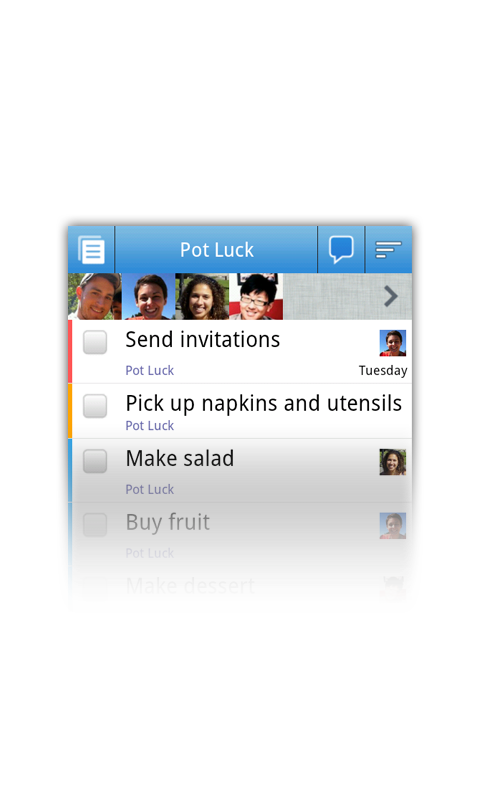 Pot Luck
Send invitations
Pot Luck
Tuesday
Pick up napkins and utensils
Pot Luck
Make salad
Pot Luck
Buy fruit
Pot Luck
Make dessert